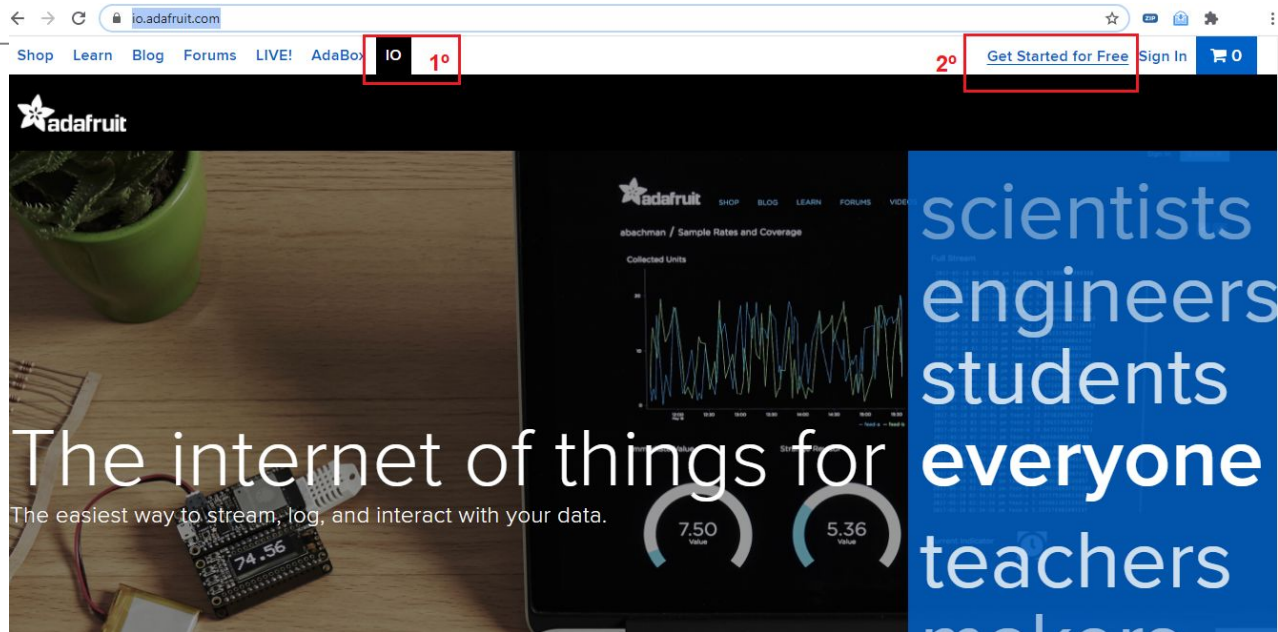 io.adafruit.com
ZIP
Shop Learn Blog Forums LIVE! AdaBox IO 1º 2º Get Started for Free Sign In 0
adafruit
adafruit SHOP BLOG LEARN FORUMS
abachman / Sample Rates and Coverage
Collected Units
scientists
engineers
students
The internet of things for everyone
The easiest way to stream, log, and interact with your data.
7.50
Value
5.36
Value
74.56
teachers
makers